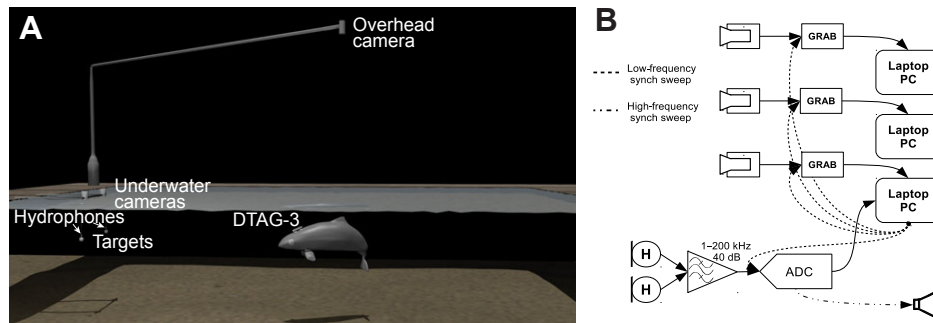 A
Overhead
camera
Underwater
cameras
Hydrophones
Targets
DTAG-3
B
GRAB
Laptop
PC
Low-frequency
synch sweep
High-frequency
synch sweep
GRAB
Laptop
PC
GRAB
Laptop
PC
1–200 kHz
40 dB
H
H
ADC